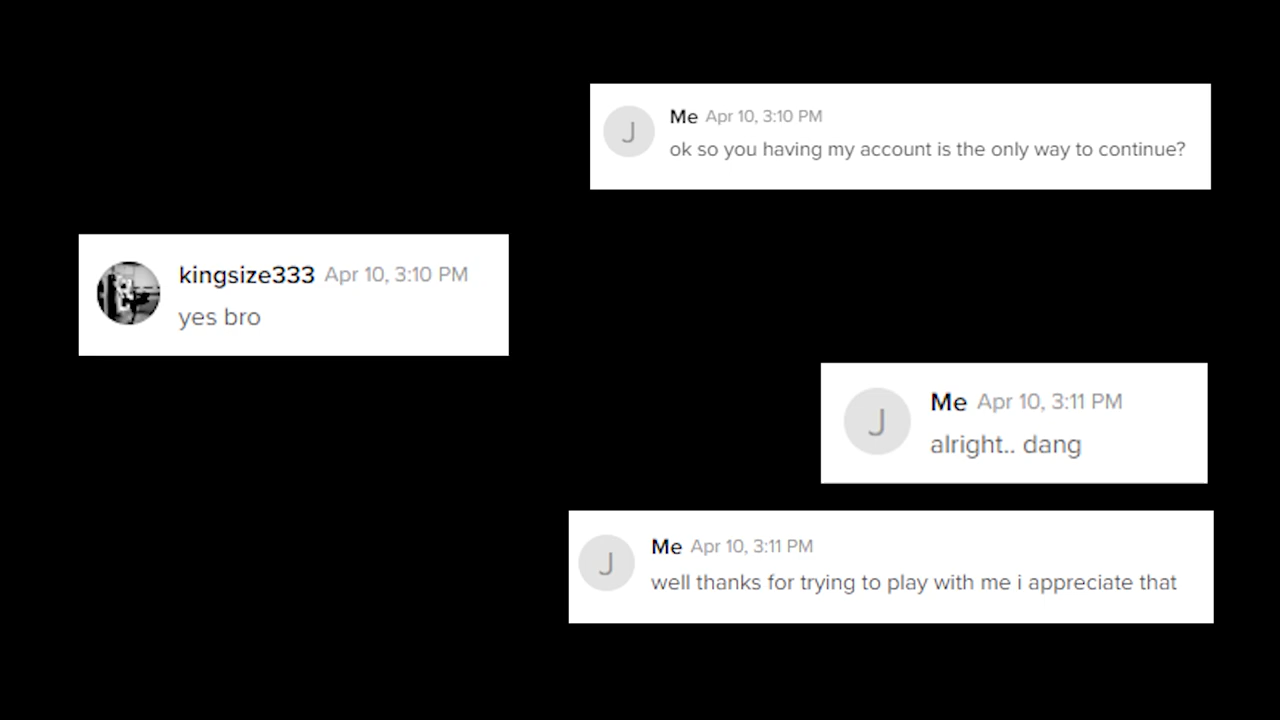 J
Me Apr 10, 3:10 PM
ok so you having my account is the only way to continue?
kingsize333 Apr 10, 3:10 PM
yes bro
J
Me Apr 10, 3:11 PM
alright.. dang
J
Me Apr 10, 3:11 PM
well thanks for trying to play with me i appreciate that